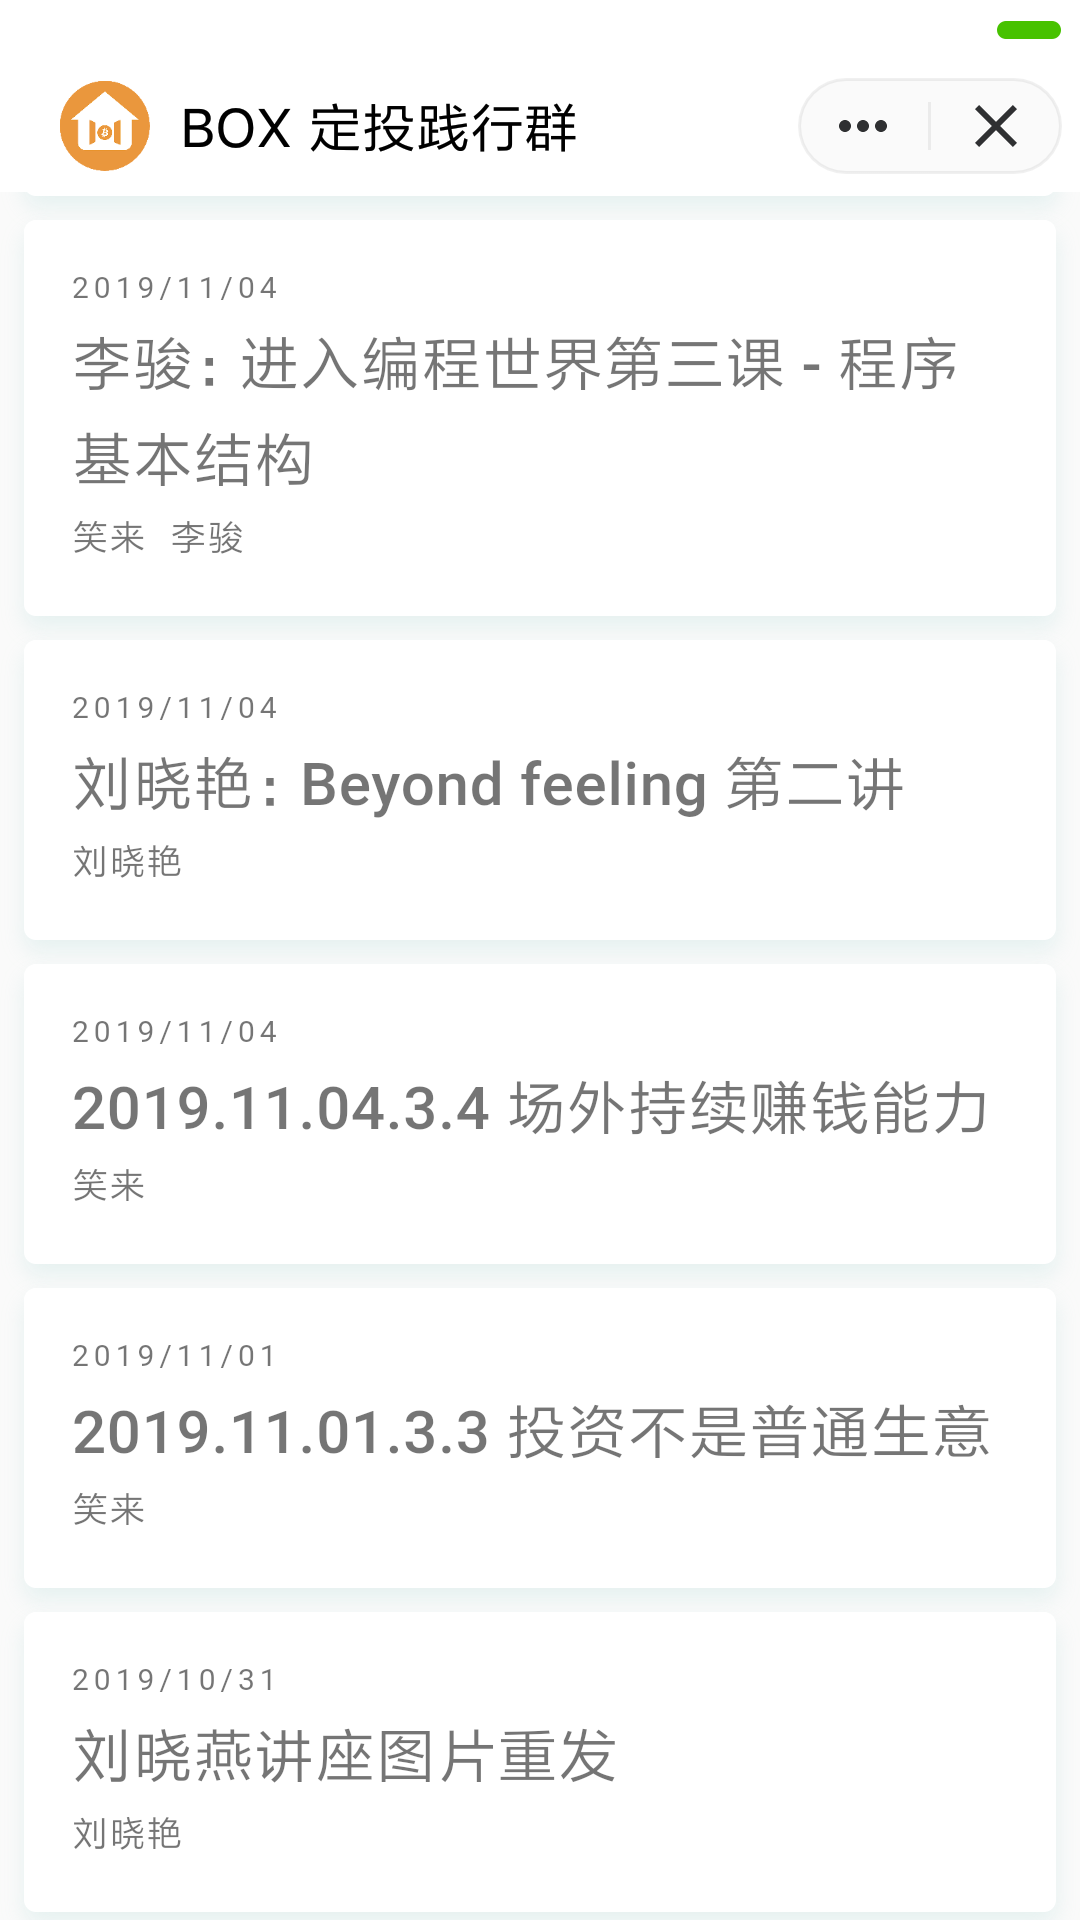 BOX 定投践行群
2019/11/04
李骏: 进入编程世界第三课 - 程序
基本结构
笑来 李骏
2019/11/04
刘晓艳: Beyond feeling 第二讲
刘晓艳
2019/11/04
2019.11.04.3.4 场外持续赚钱能力
笑来
2019/11/01
2019.11.01.3.3 投资不是普通生意
笑来
2019/10/31
刘晓燕讲座图片重发
刘晓艳